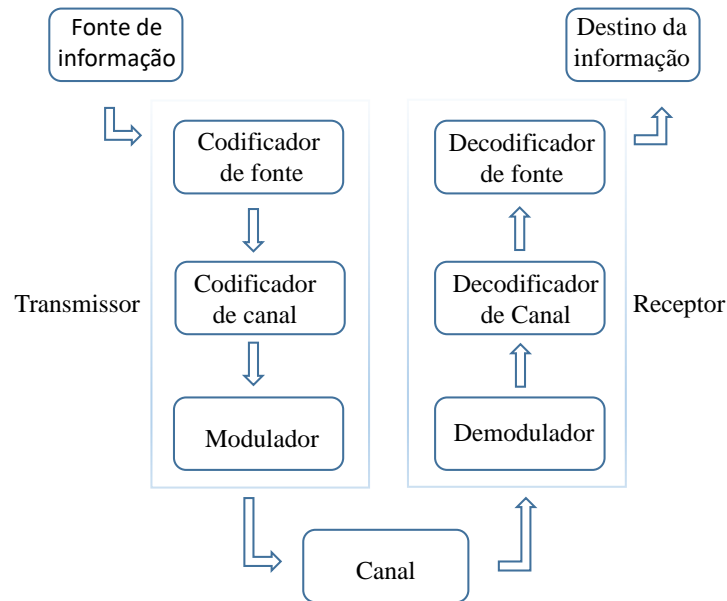 Fonte de
informação
Destino da
informação
Codificador
de fonte
Decodificador
de fonte
Transmissor
Codificador
de canal
Decodificador
de Canal
Receptor
Modulador
Demodulador
Canal